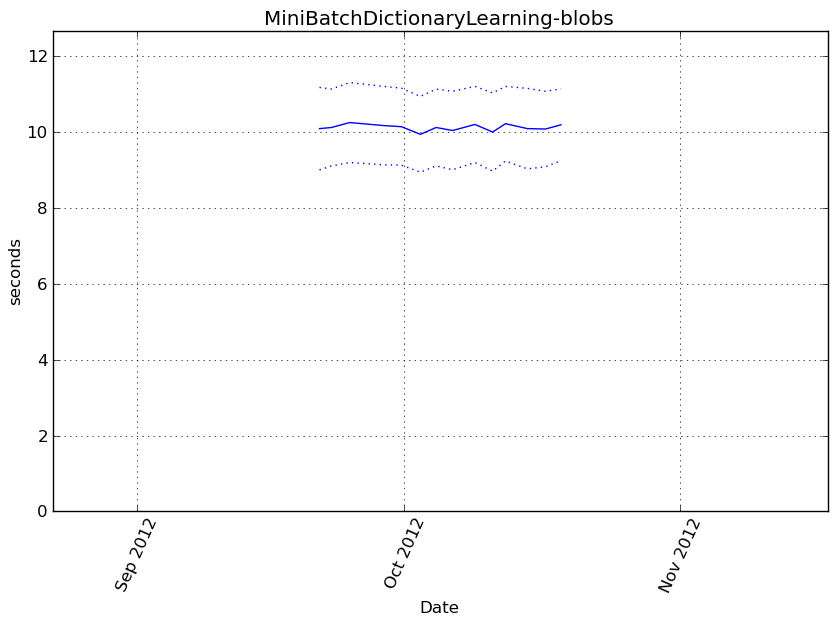 MiniBatchDictionaryLearning-blobs
12
10
8
6
4
2
0
seconds
Sep 2012
Oct 2012
Nov 2012
Date